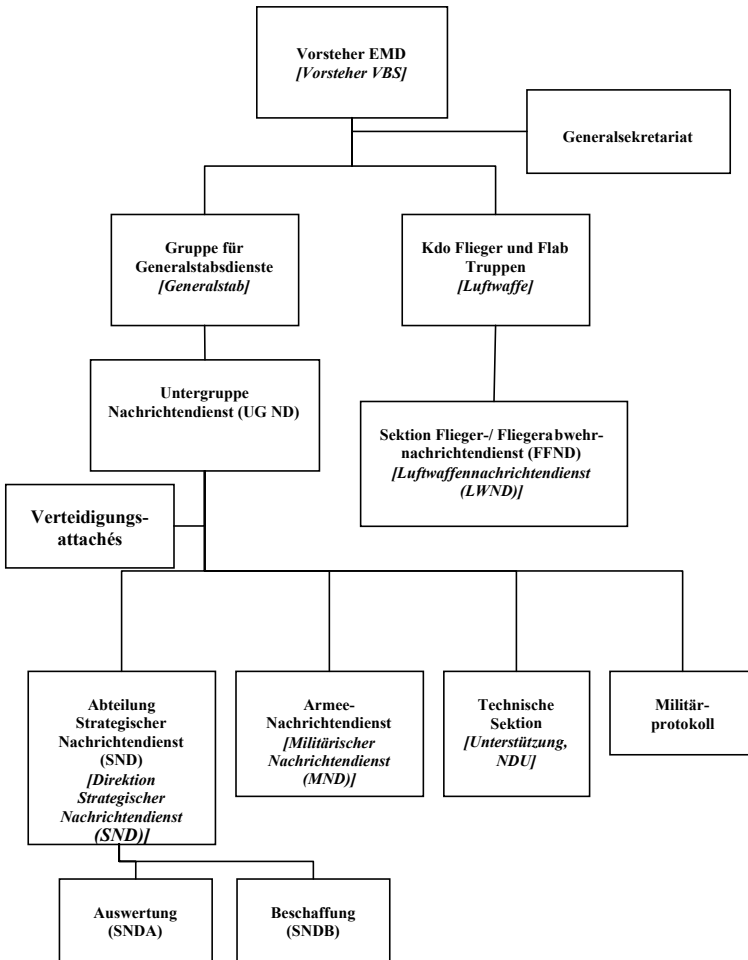 Vorsteher EMD
[Vorsteher VBS]
Generalsekretariat
Gruppe für
Generalstabsdienste
[Generalstab]
Kdo Flieger und Flab
Truppen
[Luftwaffe]
Untergruppe
Nachrichtendienst (UG ND)
Sektion Flieger-/ Fliegerabwehr-
nachrichtendienst (FFND)
[Luftwaffennachrichtendienst
(LWND)]
Verteidigungs-
attachés
Abteilung
Strategischer
Nachrichtendienst
(SND)
[Direktion
Strategischer
Nachrichtendienst
(SND)]
Armee-
Nachrichtendienst
[Militärischer
Nachrichtendienst
(MND)]
Technische
Sektion
[Unterstützung,
NDU]
Militär-
protokoll
Auswertung
(SNDA)
Beschaffung
(SNDB)